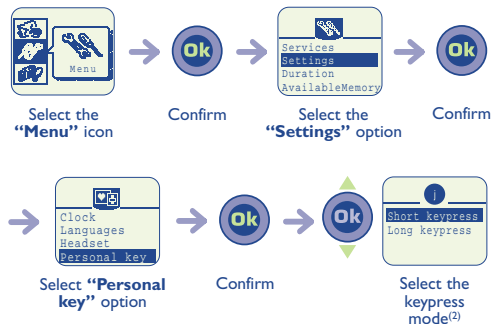 Menu
Ok
Services
Settings
Duration
AvailableMemory
Ok
Select the
“Menu” icon
Confirm
Select the
“Settings” option
Confirm
Clock
Languages
Headset
Personal key
Ok
Ok
i
Short keypress
Long keypress
Select “Personal
key” option
Confirm
Select the
keypress
mode(2)